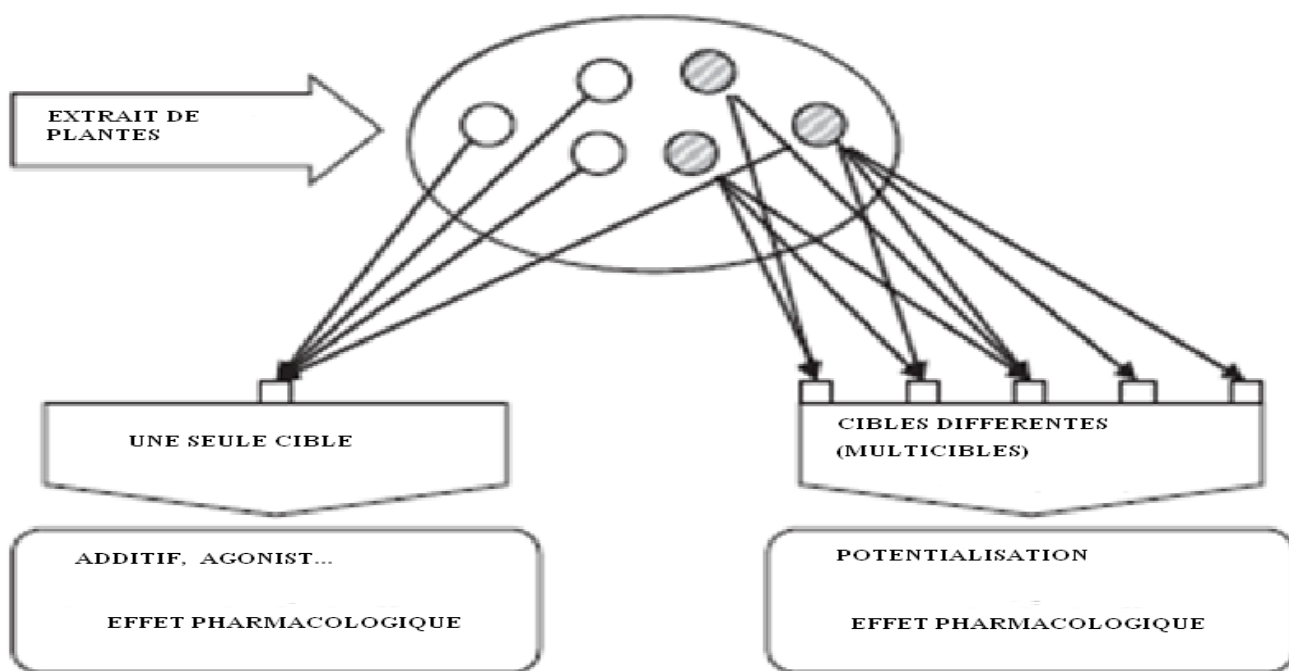 EXTRAIT DE
PLANTES
UNE SEULE CIBLE
CIBLES DIFFERENTES
(MULTICIBLES)
ADDITIF, AGONIST...
EFFET PHARMACOLOGIQUE
POTENTIALISATION
EFFET PHARMACOLOGIQUE